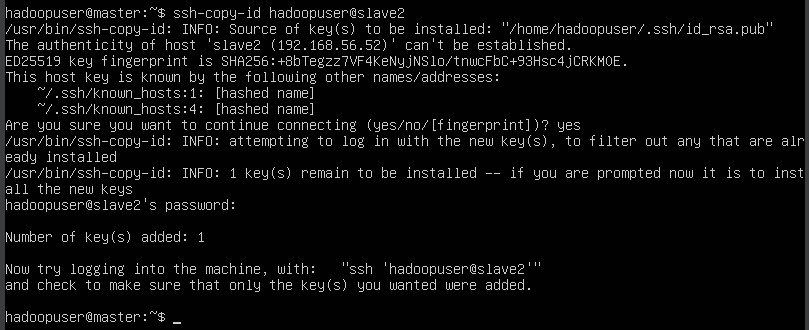 hadoopuser@master:~$ ssh-copy-id hadoopuser@slave2
/usr/bin/ssh-copy-id: INFO: Source of key(s) to be installed: "/home/hadoopuser/.ssh/id_rsa.pub"
The authenticity of host 'slave2 (192.168.56.52)' can't be established.
ED25519 key fingerprint is SHA256:+8bTegzz7VF4KeNyjNSlo/tnwcFbC+93Hsc4jCRKMOE.
This host key is known by the following other names/addresses:
    ~/.ssh/known_hosts:1: [hashed name]
    ~/.ssh/known_hosts:4: [hashed name]
Are you sure you want to continue connecting (yes/no/[fingerprint])? yes
/usr/bin/ssh-copy-id: INFO: attempting to log in with the new key(s), to filter out any that are alr
eady installed
/usr/bin/ssh-copy-id: INFO: 1 key(s) remain to be installed -- if you are prompted now it is to inst
all the new keys
hadoopuser@slave2's password:

Number of key(s) added: 1

Now try logging into the machine, with:   "ssh 'hadoopuser@slave2'"
and check to make sure that only the key(s) you wanted were added.

hadoopuser@master:~$ _